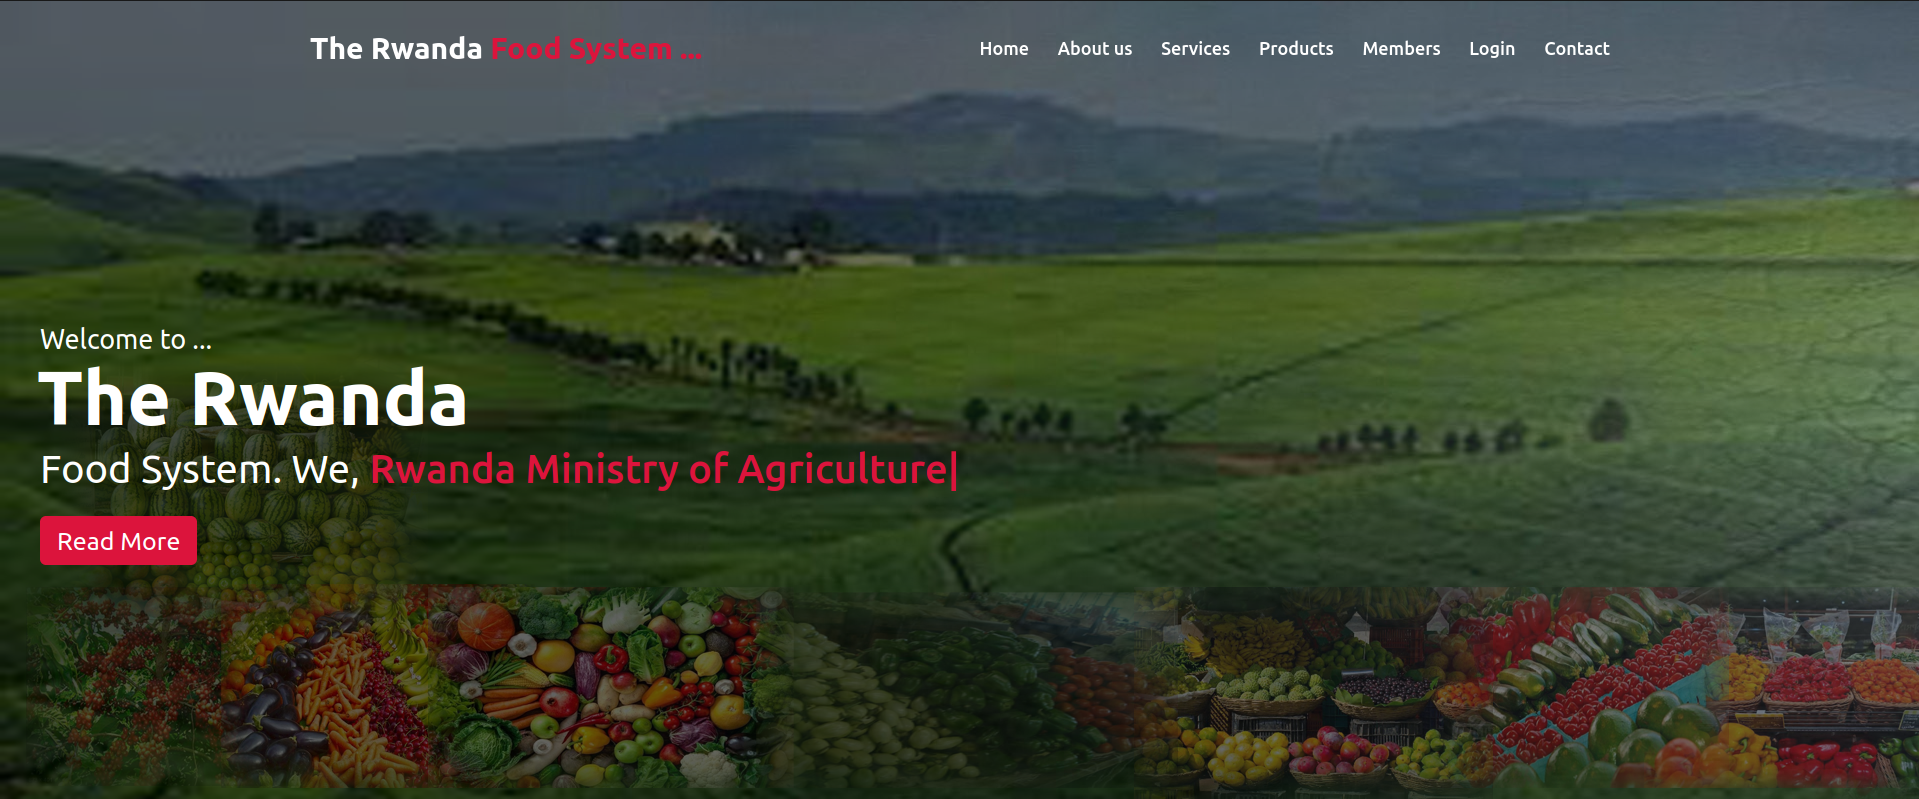 The Rwanda Food System ...
Home About us Services Products Members Login Contact
Welcome to ...
The Rwanda
Food System. We, Rwanda Ministry of Agriculture|
Read More